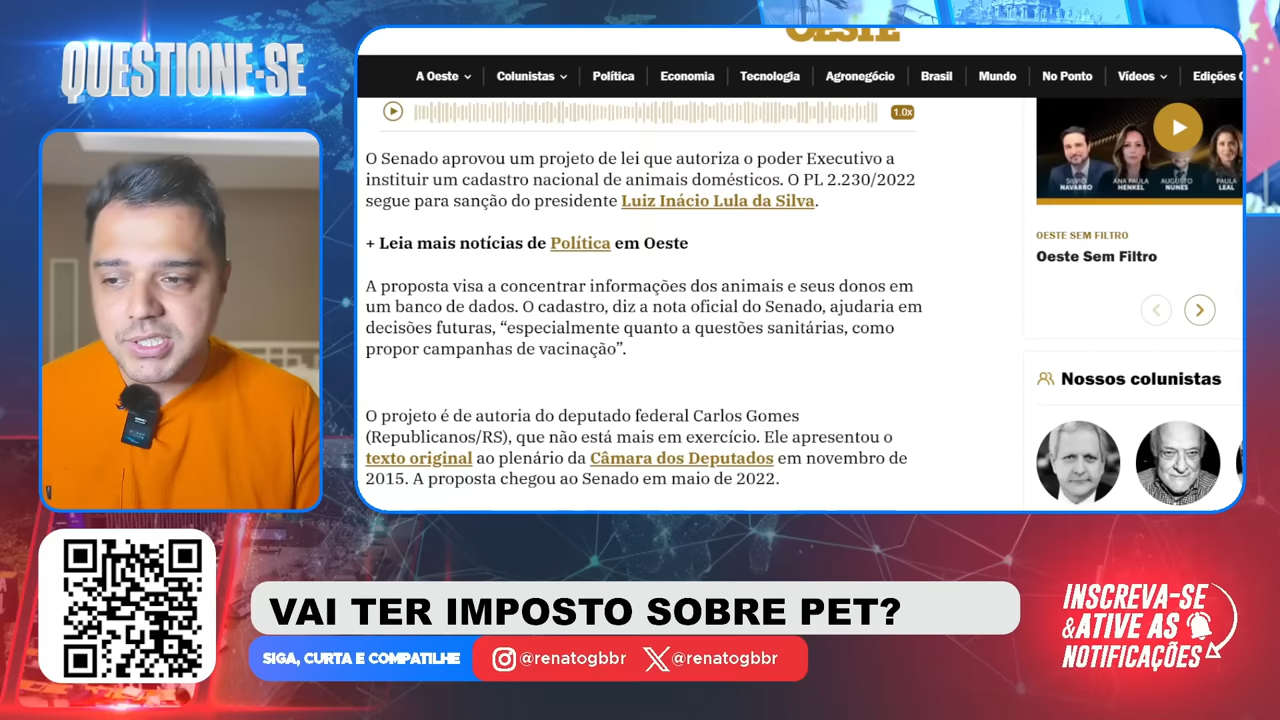 QUESTIONE-SE
OESTE
A Oeste
Colunistas
Política
Economia
Tecnologia
Agronegócio
Brasil
Mundo
No Ponto
Vídeos
Edições
1.0x
O Senado aprovou um projeto de lei que autoriza o poder Executivo a
instituir um cadastro nacional de animais domésticos. O PL 2.230/2022
segue para sanção do presidente Luiz Inácio Lula da Silva.
+ Leia mais notícias de Política em Oeste
A proposta visa a concentrar informações dos animais e seus donos em
um banco de dados. O cadastro, diz a nota oficial do Senado, ajudaria em
decisões futuras, “especialmente quanto a questões sanitárias, como
propor campanhas de vacinação”.
O projeto é de autoria do deputado federal Carlos Gomes
(Republicanos/RS), que não está mais em exercício. Ele apresentou o
texto original ao plenário da Câmara dos Deputados em novembro de
2015. A proposta chegou ao Senado em maio de 2022.
SILVIO
NAVARRO
ANA PAULA
HENKEL
AUGUSTO
NUNES
PAULA
LEAL
OESTE SEM FILTRO
Oeste Sem Filtro
Nossos colunistas
VAI TER IMPOSTO SOBRE PET?
SIGA, CURTA E COMPATILHE
@renatogbbr
@renatogbbr
INSCREVA-SE
&ATIVE AS
NOTIFICAÇÕES